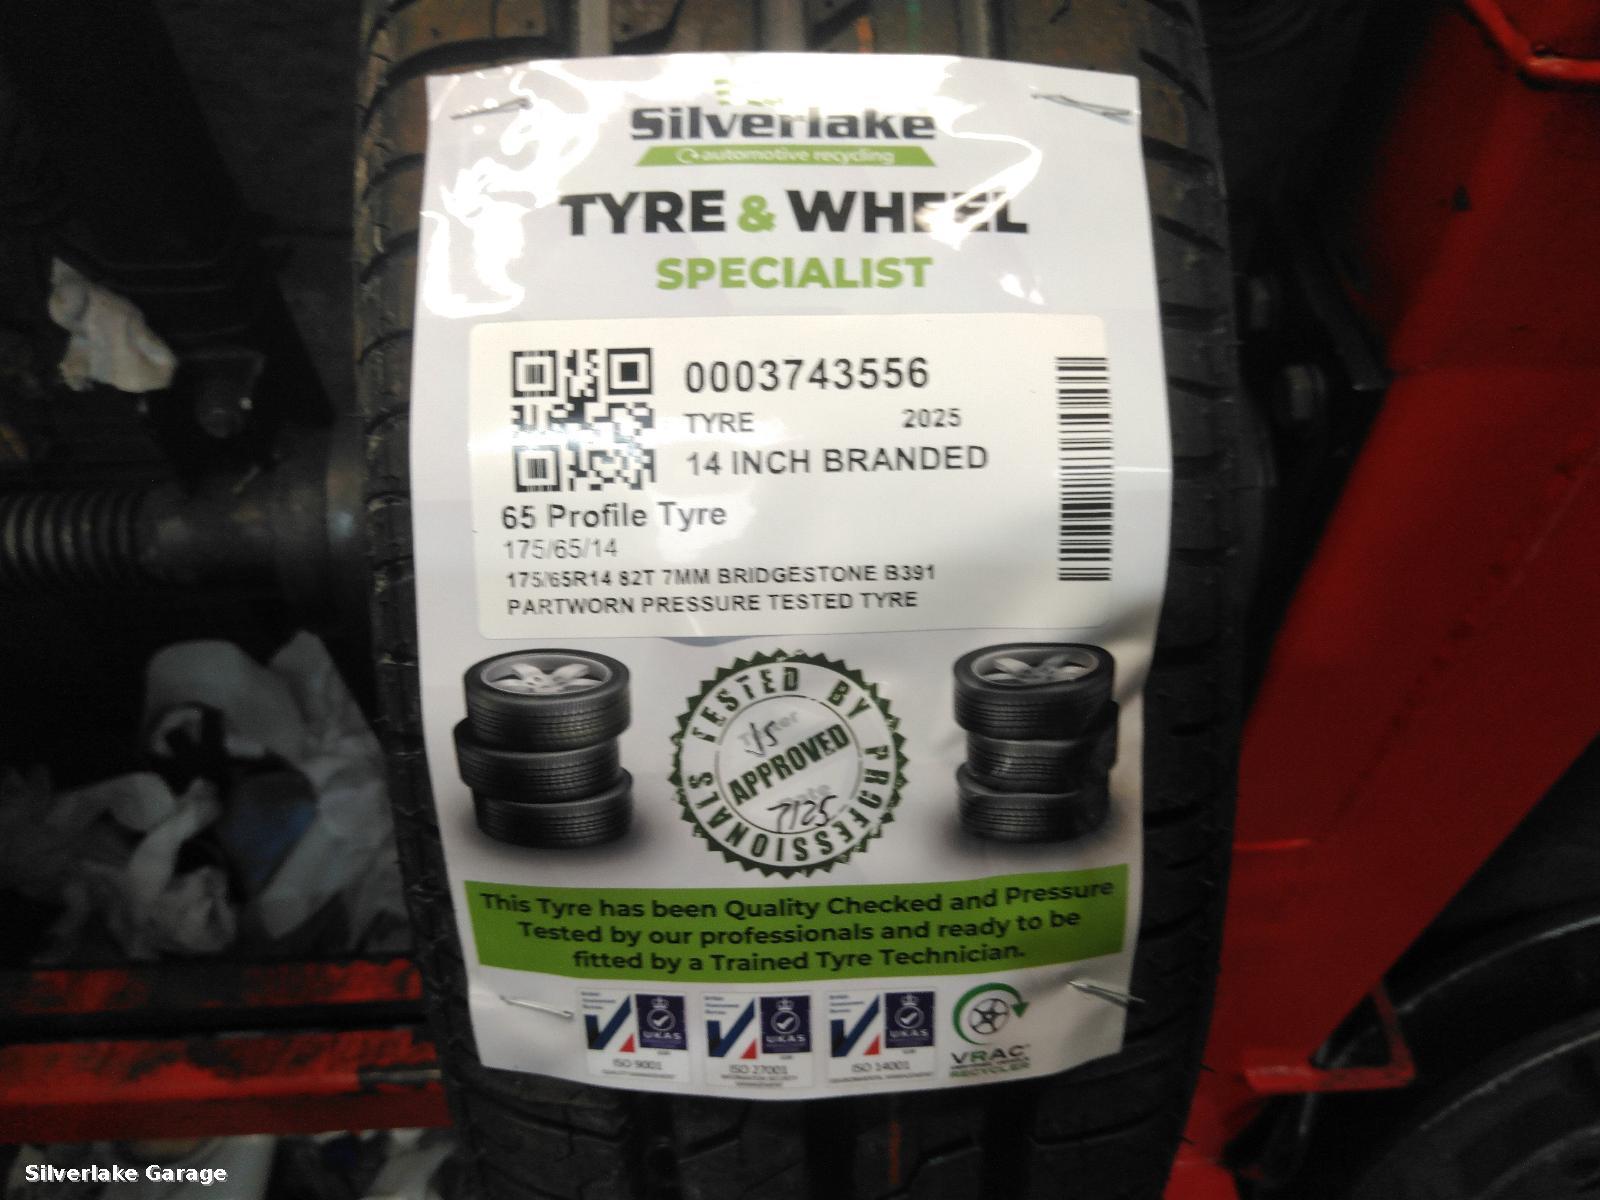 Silverlake
automotive recycling
TYRE & WHEEL
SPECIALIST
0003743556
TYRE 2025
14 INCH BRANDED
65 Profile Tyre
175/65/14
175/65R14 82T 7MM BRIDGESTONE B391
PARTWORN PRESSURE TESTED TYRE
TESTED BY PROFESSIONALS
APPROVED
7/25
This Tyre has been Quality Checked and Pressure
Tested by our professionals and ready to be
fitted by a Trained Tyre Technician.
UKAS UKAS UKAS
ISO 9001 ISO 27001 ISO 14001
VRAC
RECYCLER
Silverlake Garage